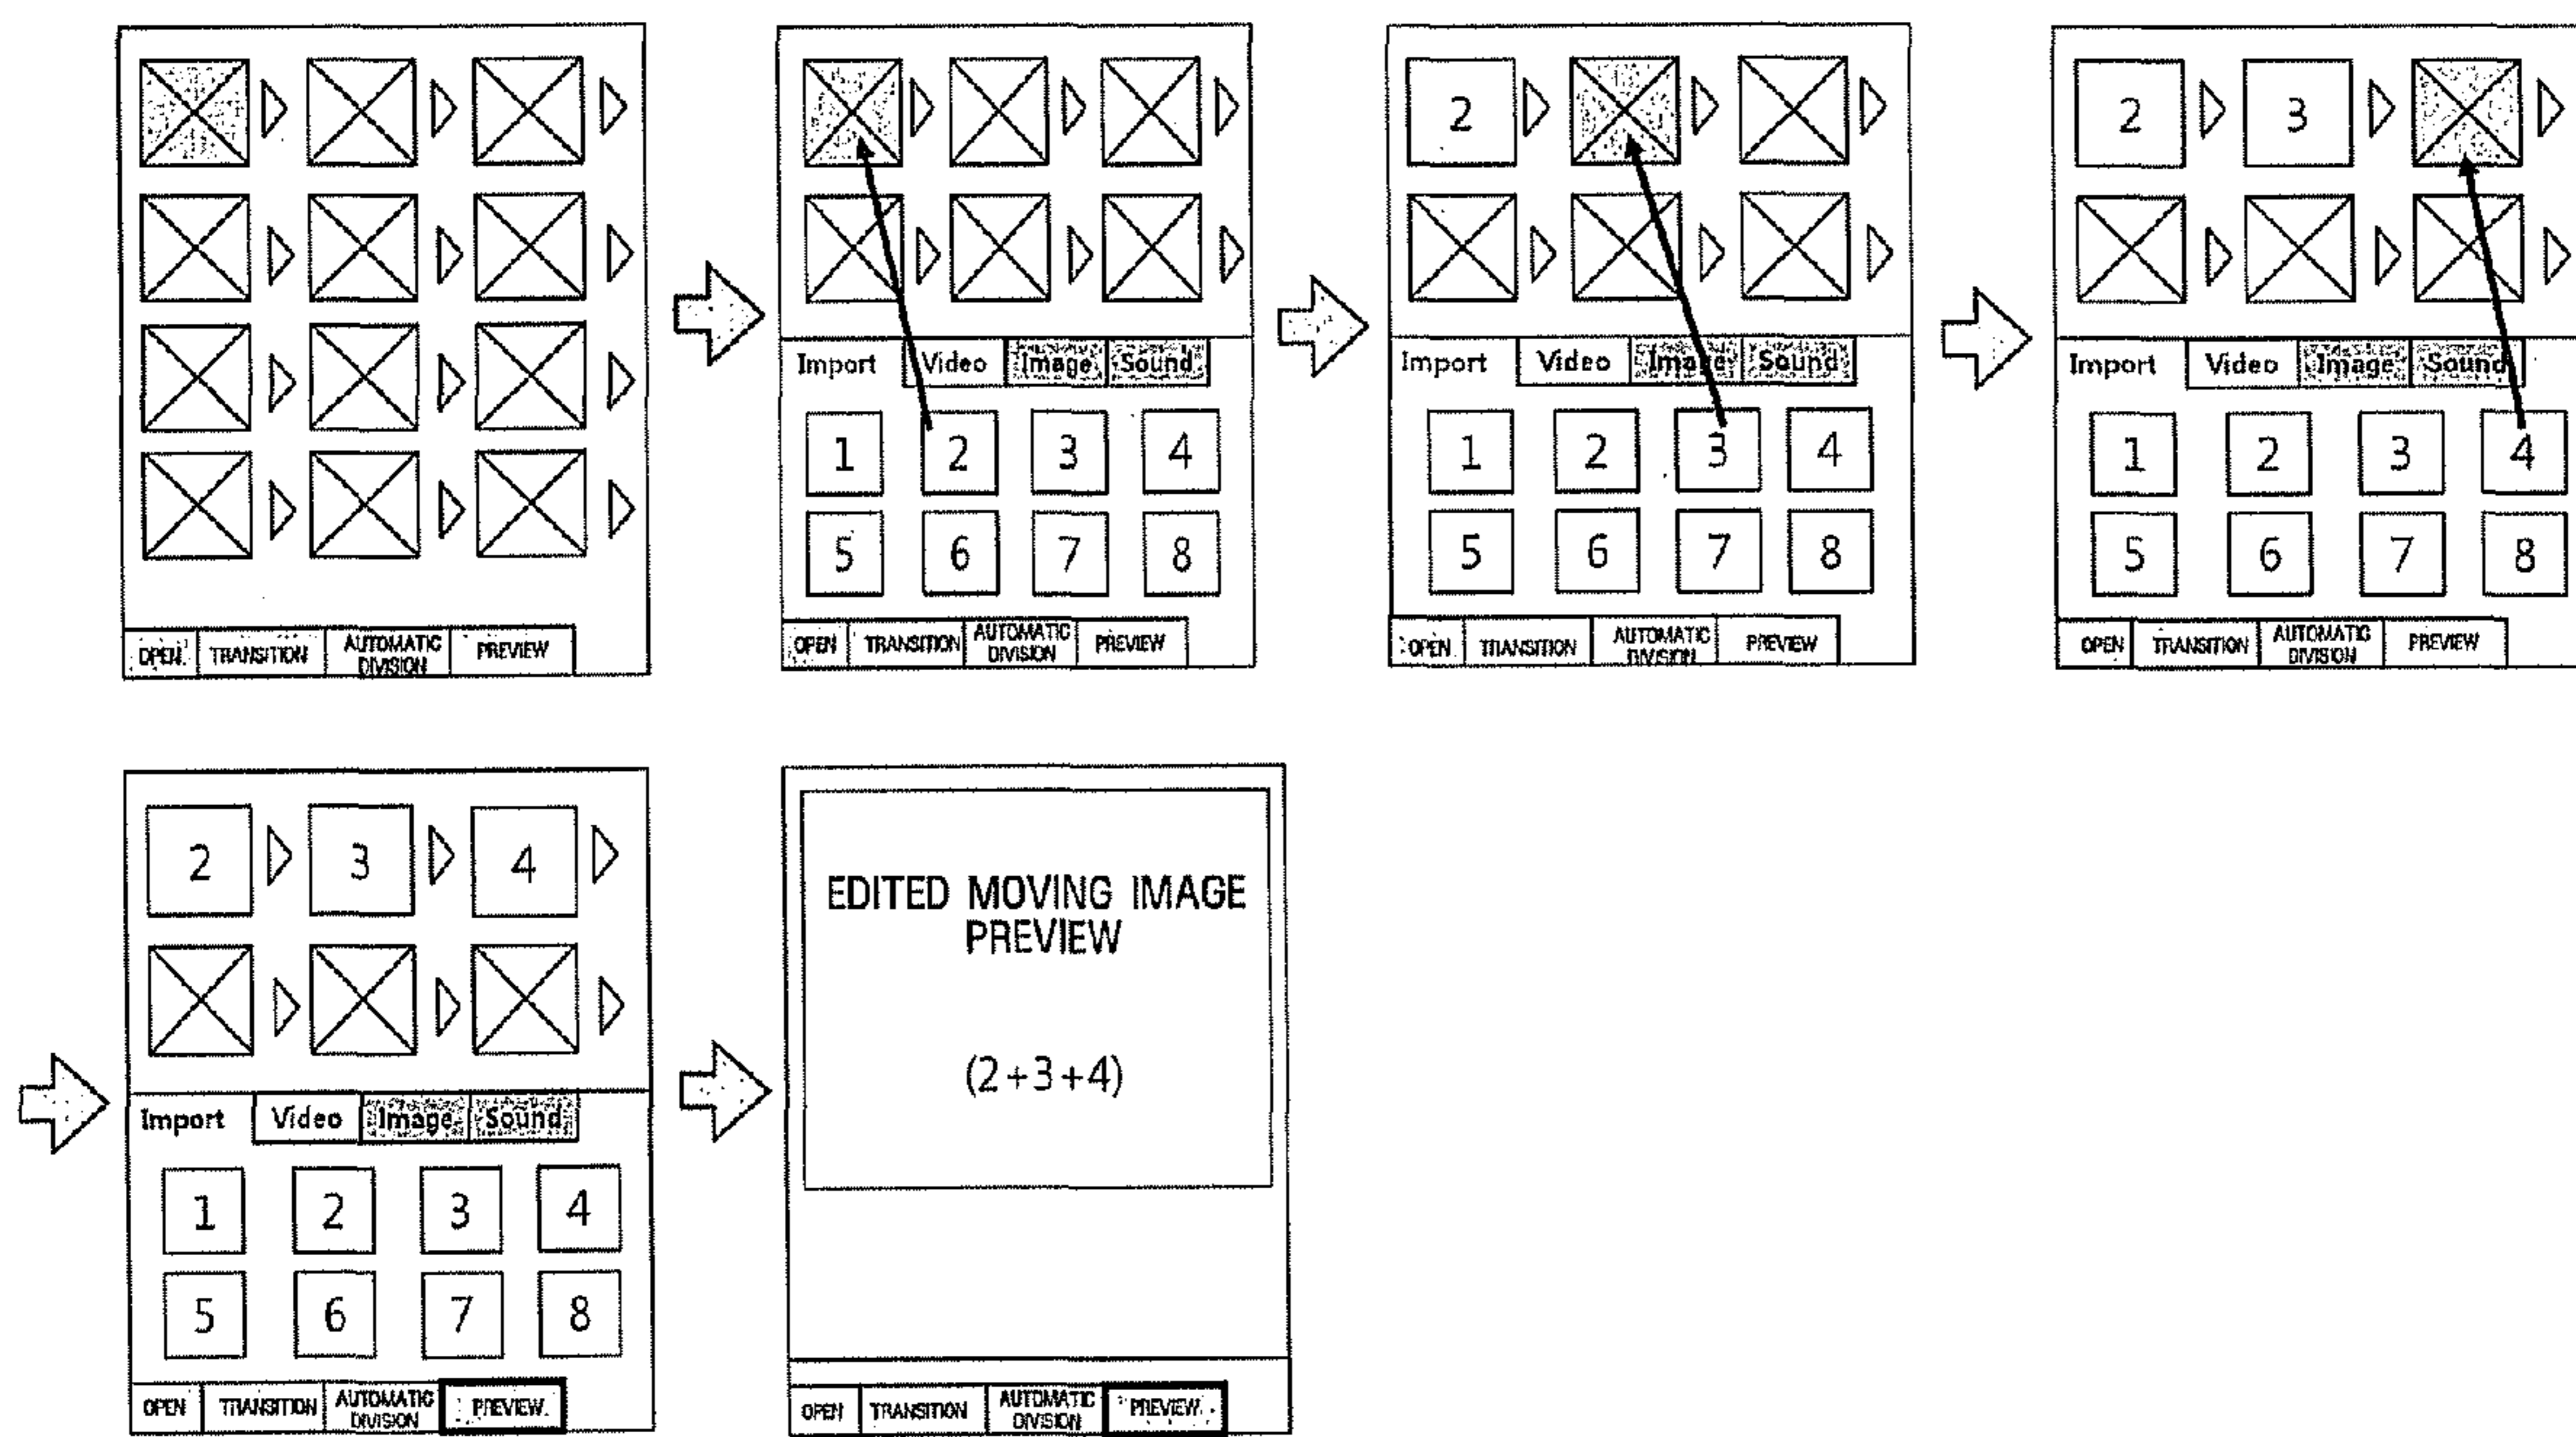 OPEN TRANSITION AUTOMATIC DIVISION PREVIEW
Import Video Image Sound
1 2 3 4
5 6 7 8
OPEN TRANSITION AUTOMATIC DIVISION PREVIEW
2
Import Video Image Sound
1 2 3 4
5 6 7 8
OPEN TRANSITION AUTOMATIC DIVISION PREVIEW
2 3
Import Video Image Sound
1 2 3 4
5 6 7 8
OPEN TRANSITION AUTOMATIC DIVISION PREVIEW
2 3 4
Import Video Image Sound
1 2 3 4
5 6 7 8
OPEN TRANSITION AUTOMATIC DIVISION PREVIEW
EDITED MOVING IMAGE
PREVIEW
(2+3+4)
OPEN TRANSITION AUTOMATIC DIVISION PREVIEW